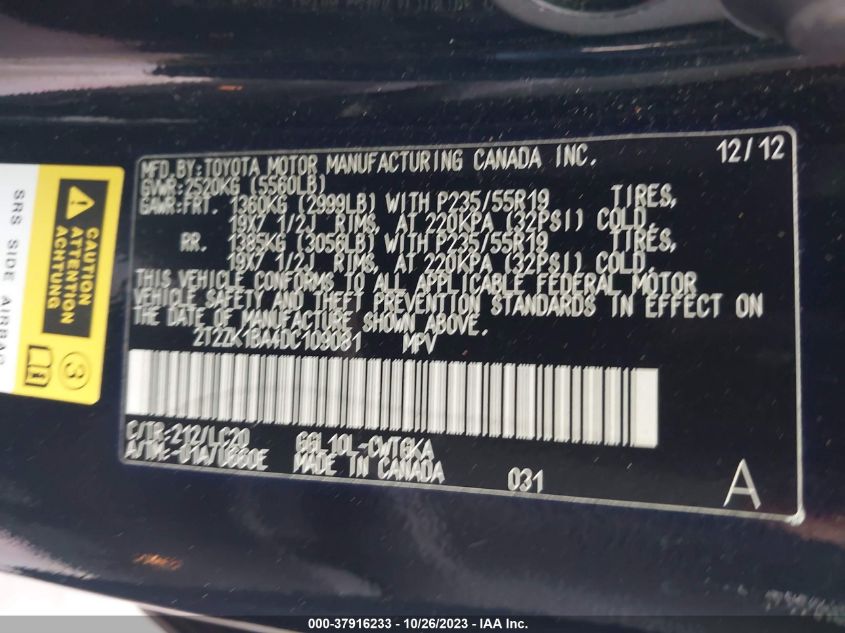 MFD.BY:TOYOTA MOTOR MANUFACTURING CANADA INC. 12/12
GVWR:2520KG (5560LB)
GAWR:FRT. 1360KG (2999LB) WITH P235/55R19 TIRES,
19X7 1/2J RIMS, AT 220KPA (32PSI) COLD,
RR. 1385KG (3056LB) WITH P235/55R19 TIRES,
19X7 1/2J RIMS, AT 220KPA (32PSI) COLD.
THIS VEHICLE CONFORMS TO ALL APPLICABLE FEDERAL MOTOR
VEHICLE SAFETY AND THEFT PREVENTION STANDARDS IN EFFECT ON
THE DATE OF MANUFACTURE SHOWN ABOVE.
2T2ZK1BA4DC109081 MPV
C/TR:212/LC20 GGL10L-CWTGKA
A/TM:-01A/U660E MADE IN CANADA
031
A
CAUTION
ATTENTION
ACHTUNG
3
SRS SIDE AIRBAG
000-37916233 - 10/26/2023 - IAA Inc.